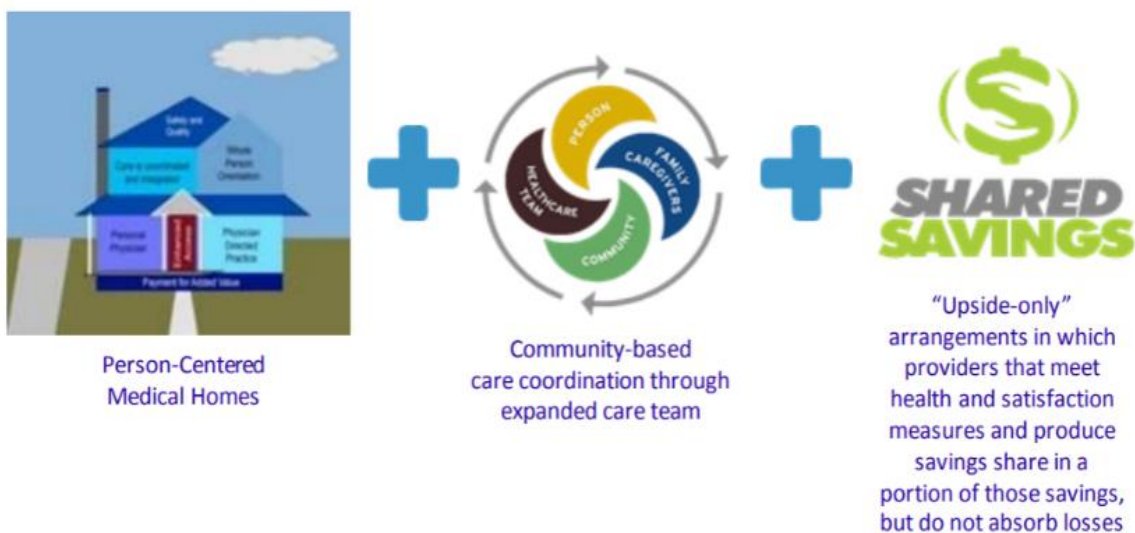 Safety and
Quality
Care is coordinated
and integrated
Whole
Person
Orientation
Personal
Physician
Enhanced
Access
Physician
Directed
Practice
Payment for Added Value
Person-Centered
Medical Homes
PERSON
FAMILY
CAREGIVERS
COMMUNITY
HEALTHCARE
TEAM
Community-based
care coordination through
expanded care team
$
SHARED
SAVINGS
“Upside-only”
arrangements in which
providers that meet
health and satisfaction
measures and produce
savings share in a
portion of those savings,
but do not absorb losses